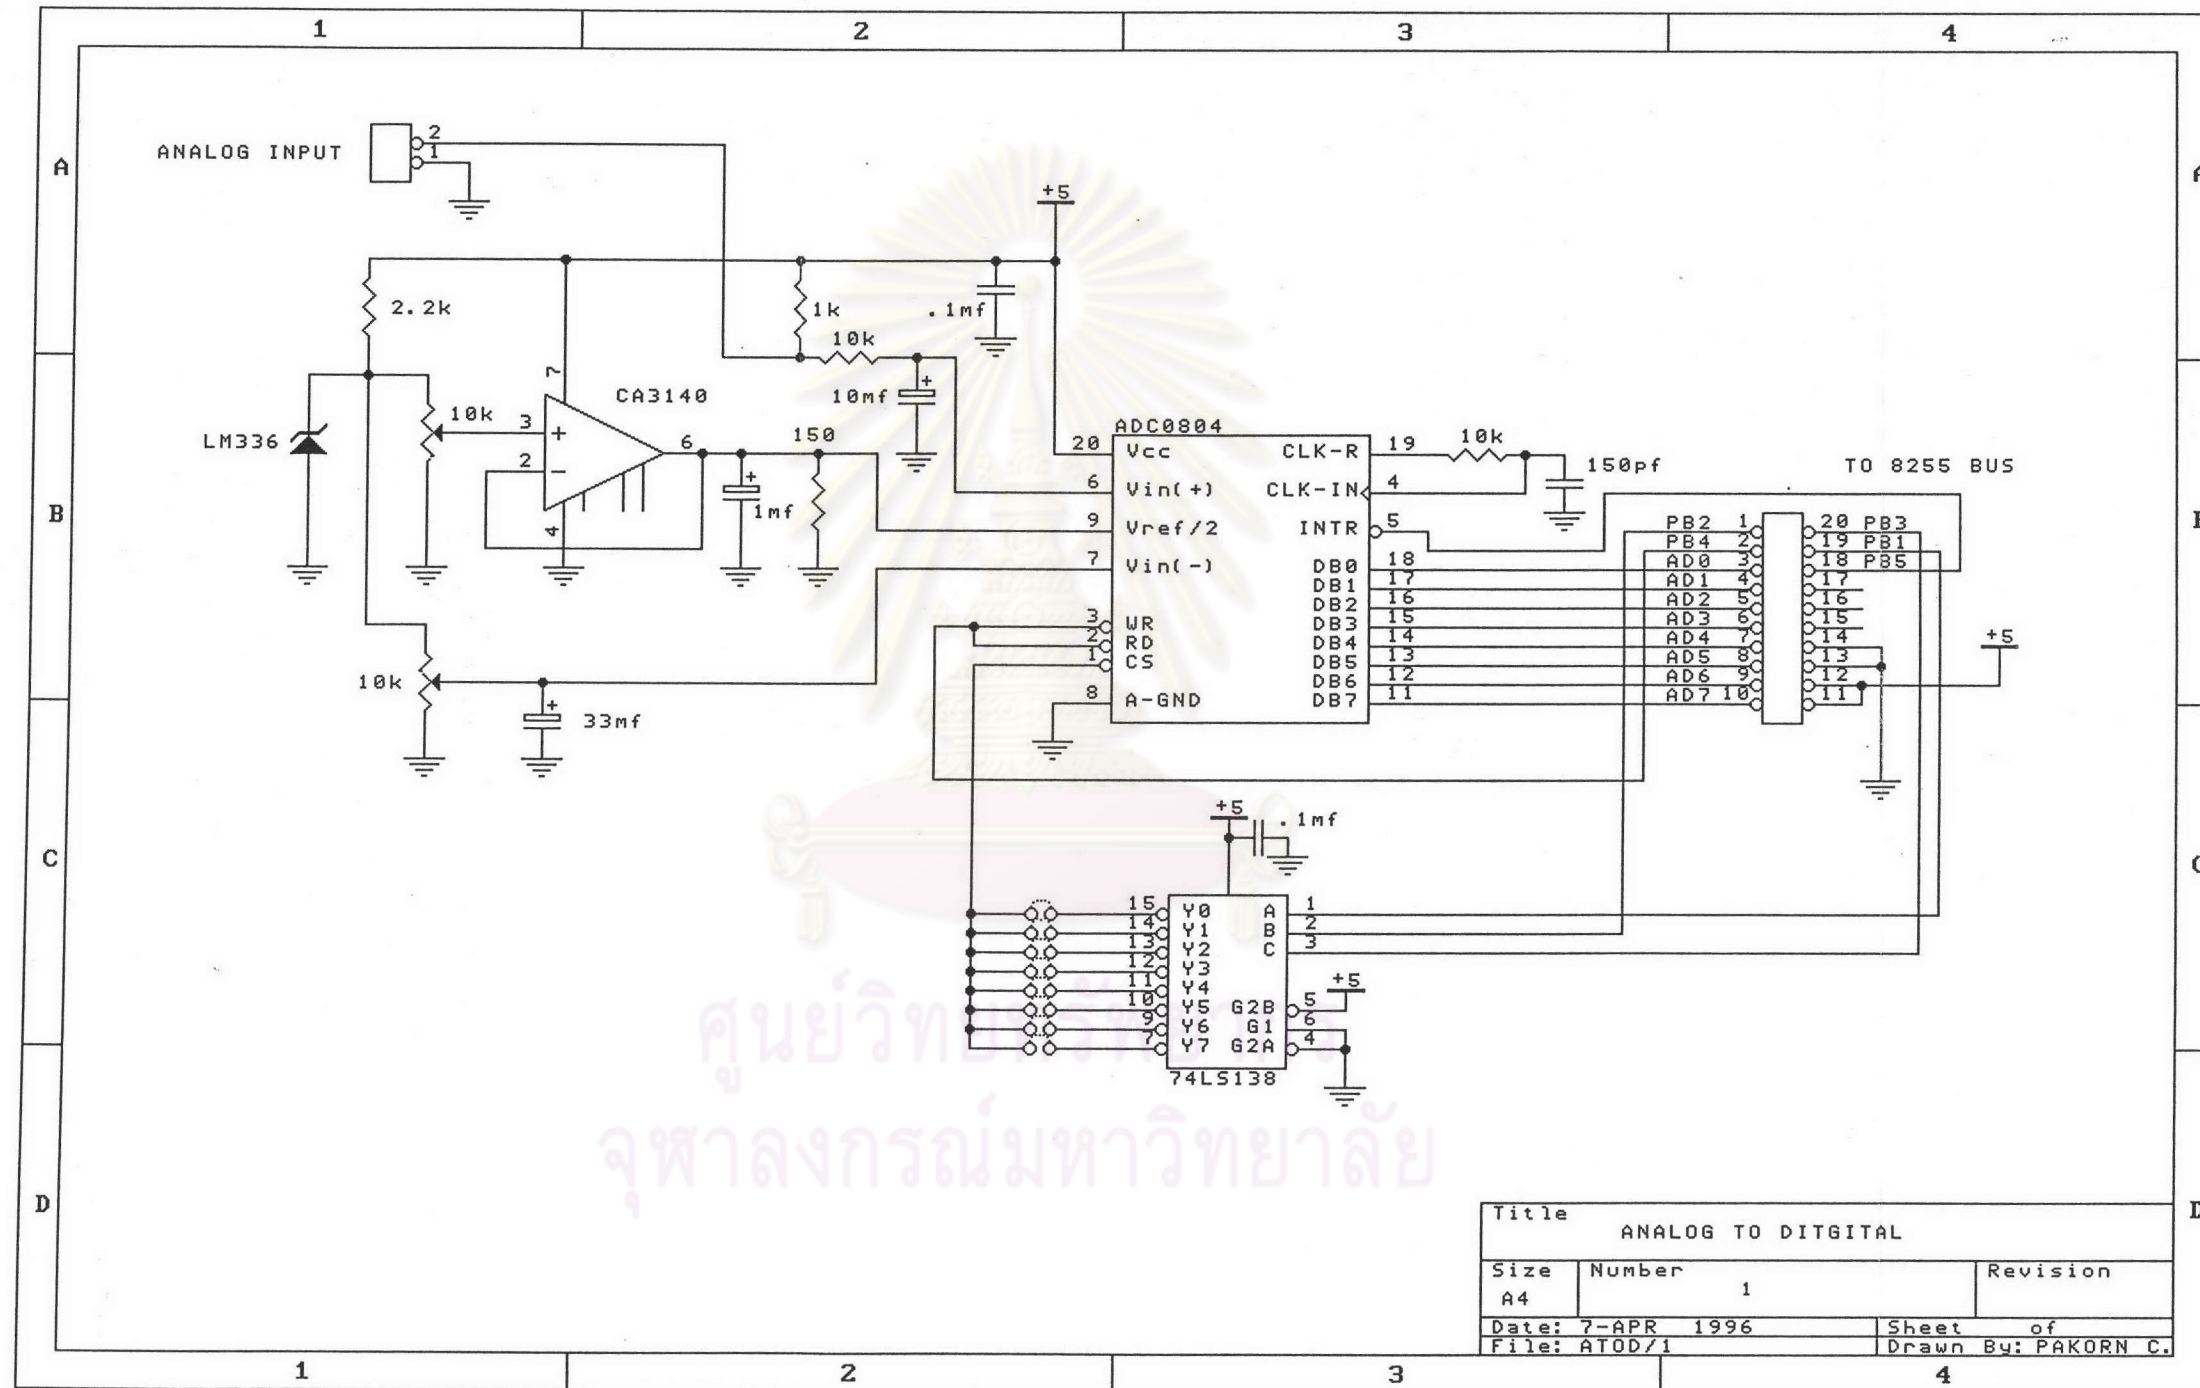 1 2 3 4
A
B
C
D
ANALOG INPUT
2
1
+5
2.2k
1k
.1mf
10k
10mf
+
LM336
10k
3
2
+
-
7
4
6
CA3140
+
1mf
150
10k
+
33mf
ADC0804
20 Vcc
6 Vin(+)
9 Vref/2
7 Vin(-)
3 WR
2 RD
1 CS
8 A-GND
CLK-R 19
CLK-IN 4
INTR 5
DB0 18
DB1 17
DB2 16
DB3 15
DB4 14
DB5 13
DB6 12
DB7 11
10k
150pf
TO 8255 BUS
PB2 1
PB4 2
AD0 3
AD1 4
AD2 5
AD3 6
AD4 7
AD5 8
AD6 9
AD7 10
20 PB3
19 PB1
18 PB5
17
16
15
14
13
12
11
+5
+5
.1mf
15 Y0
14 Y1
13 Y2
12 Y3
11 Y4
10 Y5
9 Y6
7 Y7
A 1
B 2
C 3
G2B 5
G1 6
G2A 4
+5
74LS138
ศูนย์วิทยทรัพยากร
จุฬาลงกรณ์มหาวิทยาลัย
Title
ANALOG TO DITGITAL
Size
A4
Number
1
Revision
Date: 7-APR 1996
Sheet of
File: ATOD/1
Drawn By: PAKORN C.
1 2 3 4